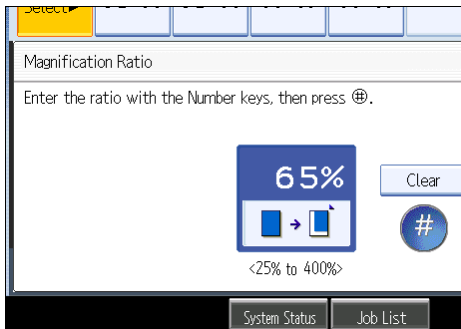 Select►
Magnification Ratio
Enter the ratio with the Number keys, then press ⊕.
65%
Clear
#
<25% to 400%>
System Status
Job List